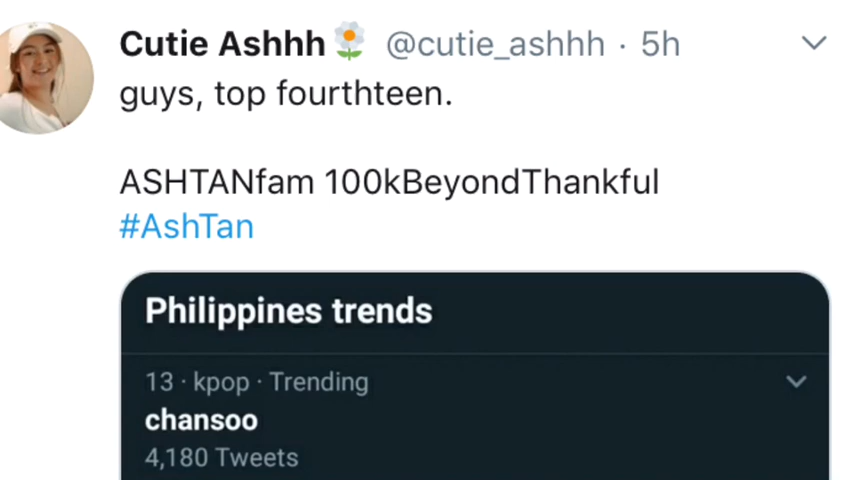 Cutie Ashhh🌼 @cutie_ashhh · 5h
guys, top fourthteen.
ASHTANfam 100kBeyondThankful
#AshTan
Philippines trends
13 · kpop · Trending
chansoo
4,180 Tweets